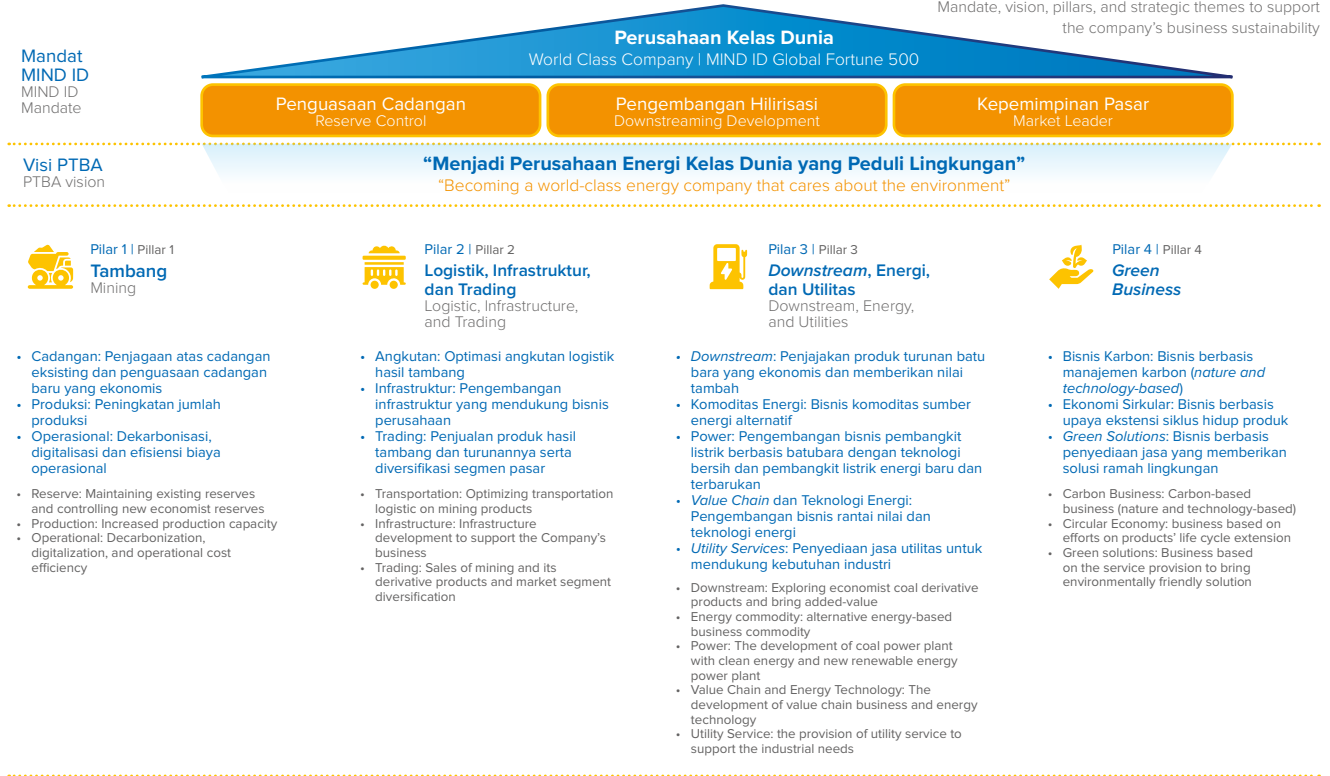 Mandate, vision, pillars, and strategic themes to support
the company's business sustainability
Mandat
MIND ID
MIND ID
Mandate
Perusahaan Kelas Dunia
World Class Company | MIND ID Global Fortune 500
Penguasaan Cadangan
Reserve Control
Pengembangan Hilirisasi
Downstreaming Development
Kepemimpinan Pasar
Market Leader
Visi PTBA
PTBA vision
“Menjadi Perusahaan Energi Kelas Dunia yang Peduli Lingkungan”
“Becoming a world-class energy company that cares about the environment”
Pilar 1 | Pillar 1
Tambang
Mining
• Cadangan: Penjagaan atas cadangan
eksisting dan penguasaan cadangan
baru yang ekonomis
• Produksi: Peningkatan jumlah
produksi
• Operasional: Dekarbonisasi,
digitalisasi dan efisiensi biaya
operasional
• Reserve: Maintaining existing reserves
and controlling new economist reserves
• Production: Increased production capacity
• Operational: Decarbonization,
digitalization, and operational cost
efficiency
Pilar 2 | Pillar 2
Logistik, Infrastruktur,
dan Trading
Logistic, Infrastructure,
and Trading
• Angkutan: Optimasi angkutan logistik
hasil tambang
• Infrastruktur: Pengembangan
infrastruktur yang mendukung bisnis
perusahaan
• Trading: Penjualan produk hasil
tambang dan turunannya serta
diversifikasi segmen pasar
• Transportation: Optimizing transportation
logistic on mining products
• Infrastructure: Infrastructure
development to support the Company's
business
• Trading: Sales of mining and its
derivative products and market segment
diversification
Pilar 3 | Pillar 3
Downstream, Energi,
dan Utilitas
Downstream, Energy,
and Utilities
• Downstream: Penjajakan produk turunan batu
bara yang ekonomis dan memberikan nilai
tambah
• Komoditas Energi: Bisnis komoditas sumber
energi alternatif
• Power: Pengembangan bisnis pembangkit
listrik berbasis batubara dengan teknologi
bersih dan pembangkit listrik energi baru dan
terbarukan
• Value Chain dan Teknologi Energi:
Pengembangan bisnis rantai nilai dan
teknologi energi
• Utility Services: Penyediaan jasa utilitas untuk
mendukung kebutuhan industri
• Downstream: Exploring economist coal derivative
products and bring added-value
• Energy commodity: alternative energy-based
business commodity
• Power: The development of coal power plant
with clean energy and new renewable energy
power plant
• Value Chain and Energy Technology: The
development of value chain business and energy
technology
• Utility Service: the provision of utility service to
support the industrial needs
Pilar 4 | Pillar 4
Green
Business
• Bisnis Karbon: Bisnis berbasis
manajemen karbon (nature and
technology-based)
• Ekonomi Sirkular: Bisnis berbasis
upaya ekstensi siklus hidup produk
• Green Solutions: Bisnis berbasis
penyediaan jasa yang memberikan
solusi ramah lingkungan
• Carbon Business: Carbon-based
business (nature and technology-based)
• Circular Economy: business based on
efforts on products' life cycle extension
• Green solutions: Business based
on the service provision to bring
environmentally friendly solution